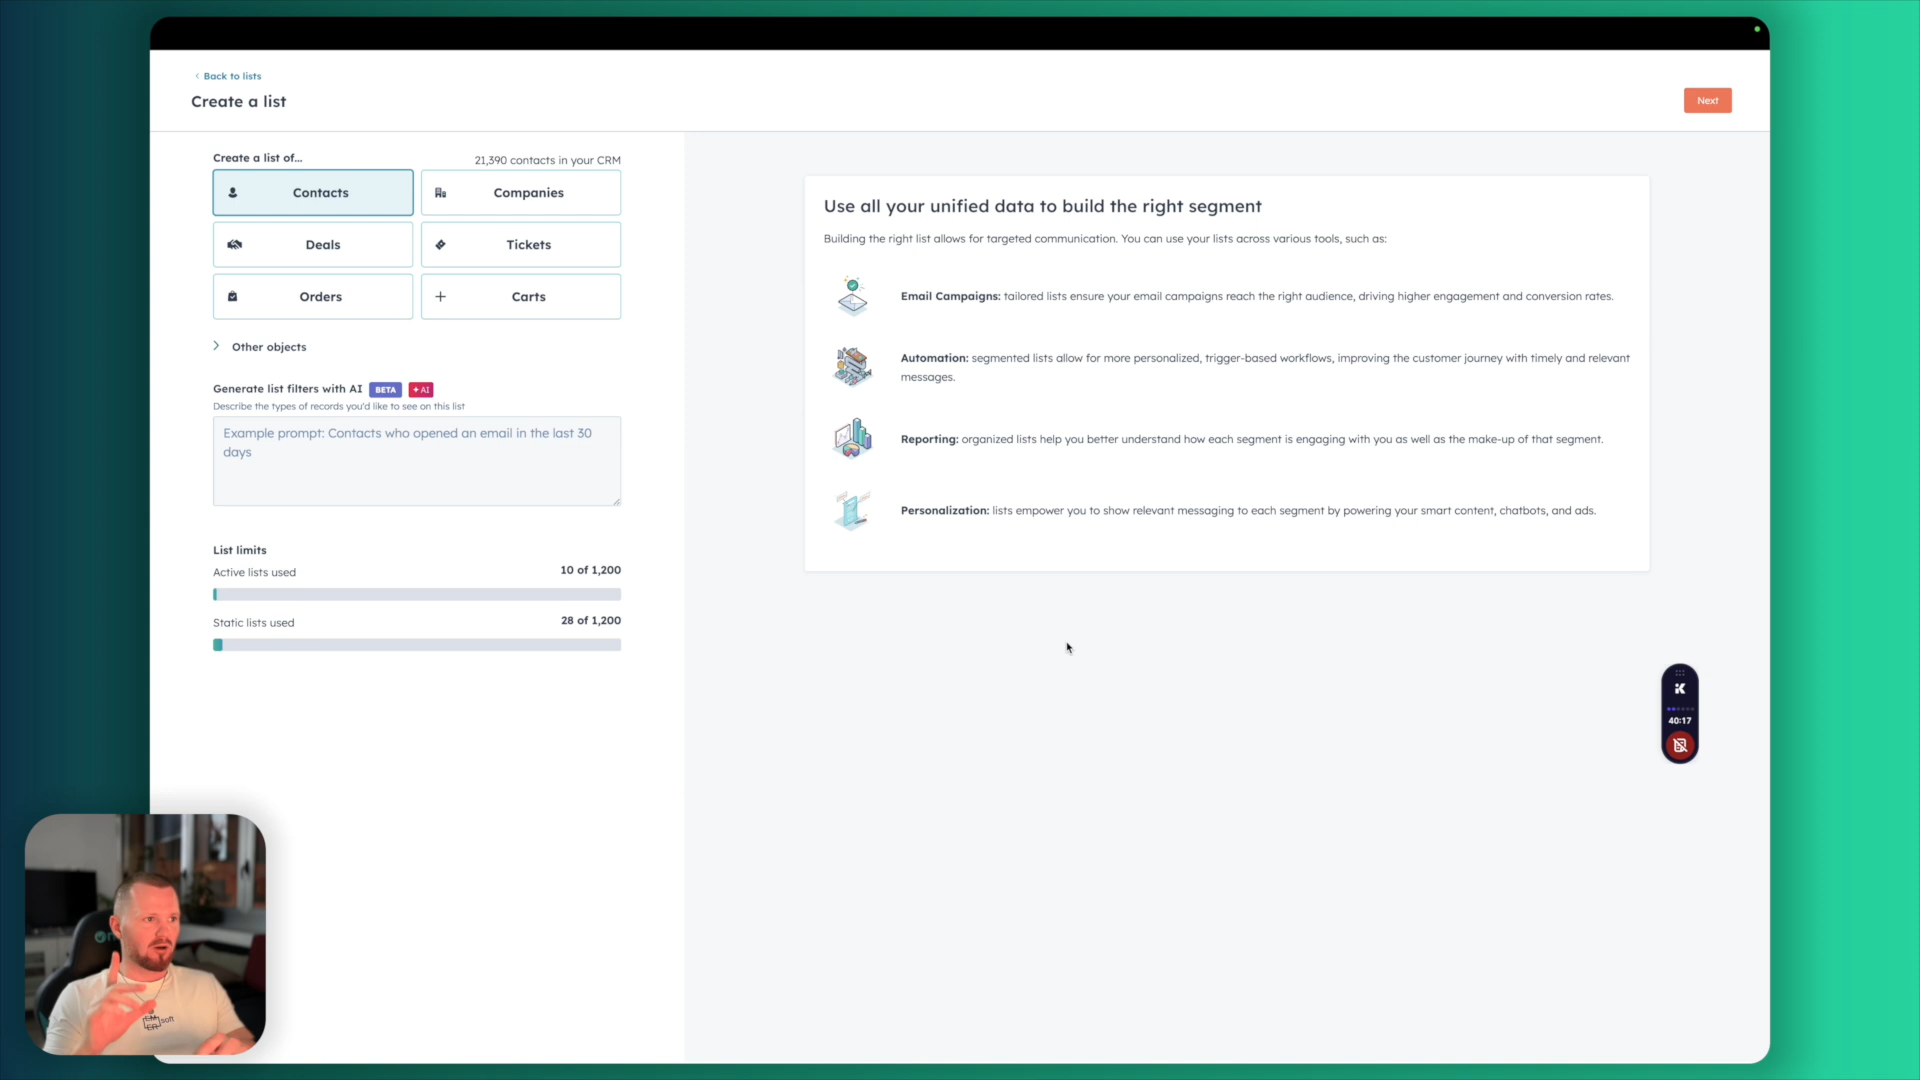 Back to lists
Create a list
Next
Create a list of...
21,390 contacts in your CRM
Contacts
Companies
Deals
Tickets
Orders
Carts
Other objects
Generate list filters with AI BETA AI
Describe the types of records you'd like to see on this list
Example prompt: Contacts who opened an email in the last 30
days
List limits
Active lists used
10 of 1,200
Static lists used
28 of 1,200
Use all your unified data to build the right segment
Building the right list allows for targeted communication. You can use your lists across various tools, such as:
Email Campaigns: tailored lists ensure your email campaigns reach the right audience, driving higher engagement and conversion rates.
Automation: segmented lists allow for more personalized, trigger-based workflows, improving the customer journey with timely and relevant
messages.
Reporting: organized lists help you better understand how each segment is engaging with you as well as the make-up of that segment.
Personalization: lists empower you to show relevant messaging to each segment by powering your smart content, chatbots, and ads.
40:17
soft